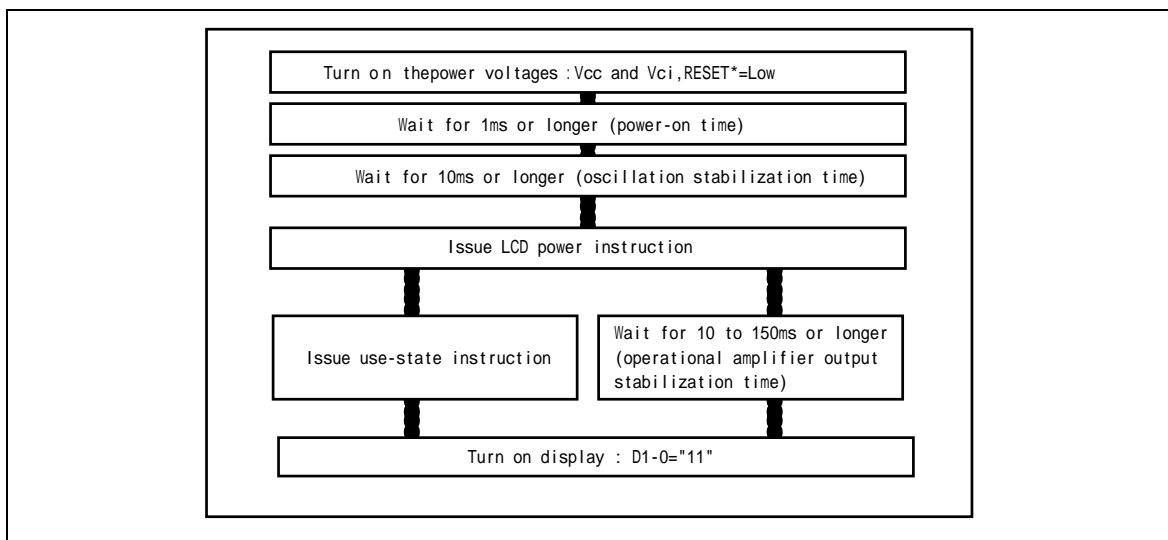 Turn on thepower voltages : Vcc and Vci,RESET*=Low
Wait for 1ms or longer (power-on time)
Wait for 10ms or longer (oscillation stabilization time)
Issue LCD power instruction
Issue use-state instruction
Wait for 10 to 150ms or longer
(operational amplifier output
stabilization time)
Turn on display : D1-0="11"